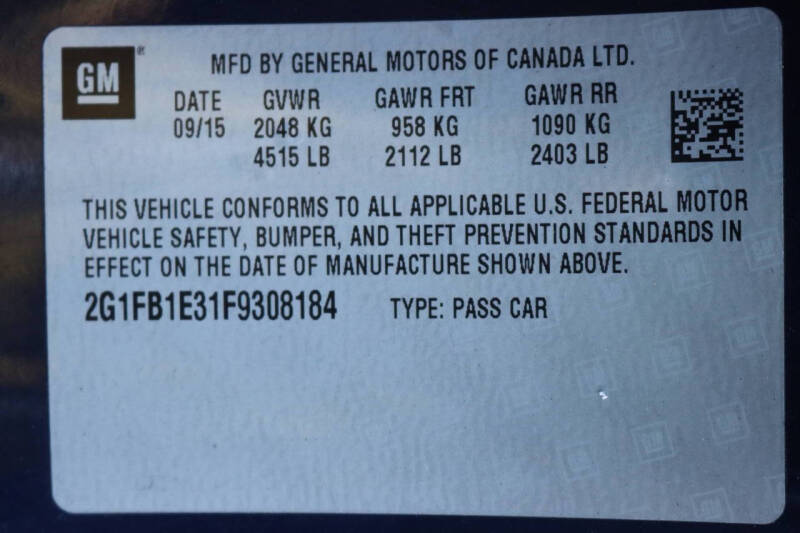 GM®
MFD BY GENERAL MOTORS OF CANADA LTD.
DATE GVWR GAWR FRT GAWR RR
09/15 2048 KG 958 KG 1090 KG
4515 LB 2112 LB 2403 LB
THIS VEHICLE CONFORMS TO ALL APPLICABLE U.S. FEDERAL MOTOR
VEHICLE SAFETY, BUMPER, AND THEFT PREVENTION STANDARDS IN
EFFECT ON THE DATE OF MANUFACTURE SHOWN ABOVE.
2G1FB1E31F9308184 TYPE: PASS CAR